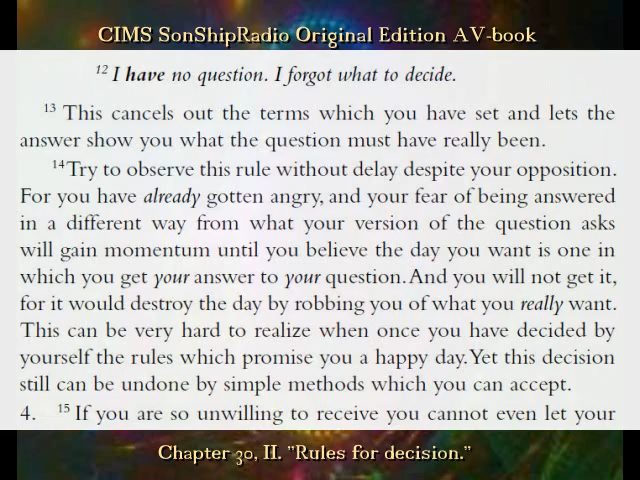 CIMS SonShipRadio Original Edition AV-book
12 I have no question. I forgot what to decide.
13 This cancels out the terms which you have set and lets the
answer show you what the question must have really been.
14 Try to observe this rule without delay despite your opposition.
For you have already gotten angry, and your fear of being answered
in a different way from what your version of the question asks
will gain momentum until you believe the day you want is one in
which you get your answer to your question. And you will not get it,
for it would destroy the day by robbing you of what you really want.
This can be very hard to realize when once you have decided by
yourself the rules which promise you a happy day. Yet this decision
still can be undone by simple methods which you can accept.
4. 15 If you are so unwilling to receive you cannot even let your
Chapter 30, II. "Rules for decision."